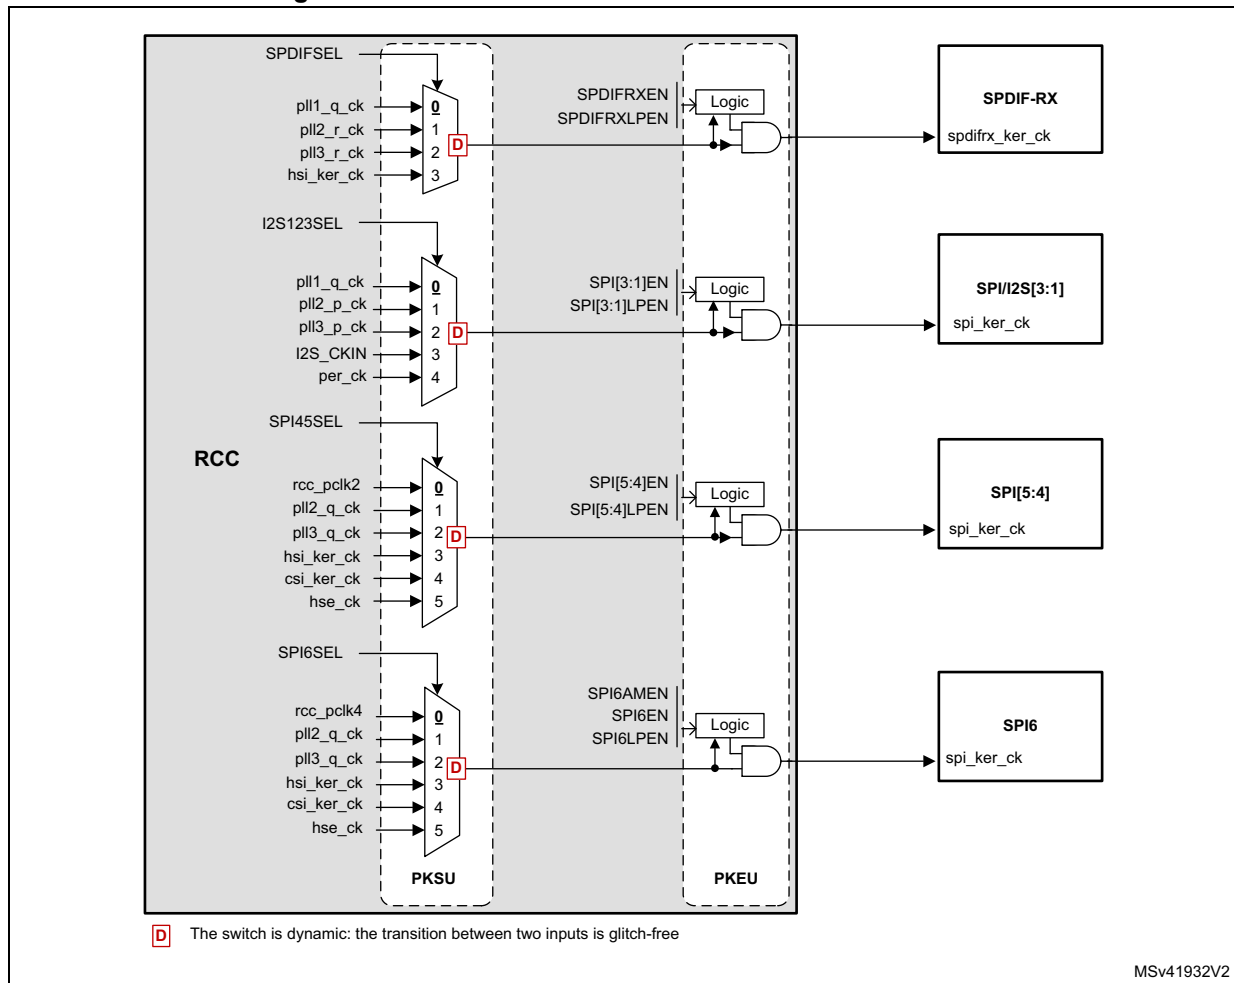 SPDIFSEL
pll1_q_ck
pll2_r_ck
pll3_r_ck
hsi_ker_ck
0
1
2
3
D
SPDIFRXEN
SPDIFRXLPEN
Logic
SPDIF-RX
spdifrx_ker_ck
I2S123SEL
pll1_q_ck
pll2_p_ck
pll3_p_ck
I2S_CKIN
per_ck
0
1
2
3
4
D
SPI[3:1]EN
SPI[3:1]LPEN
Logic
SPI/I2S[3:1]
spi_ker_ck
RCC
SPI45SEL
rcc_pclk2
pll2_q_ck
pll3_q_ck
hsi_ker_ck
csi_ker_ck
hse_ck
0
1
2
3
4
5
D
SPI[5:4]EN
SPI[5:4]LPEN
Logic
SPI[5:4]
spi_ker_ck
SPI6SEL
rcc_pclk4
pll2_q_ck
pll3_q_ck
hsi_ker_ck
csi_ker_ck
hse_ck
0
1
2
3
4
5
D
SPI6AMEN
SPI6EN
SPI6LPEN
Logic
SPI6
spi_ker_ck
PKSU
PKEU
D The switch is dynamic: the transition between two inputs is glitch-free
MSv41932V2